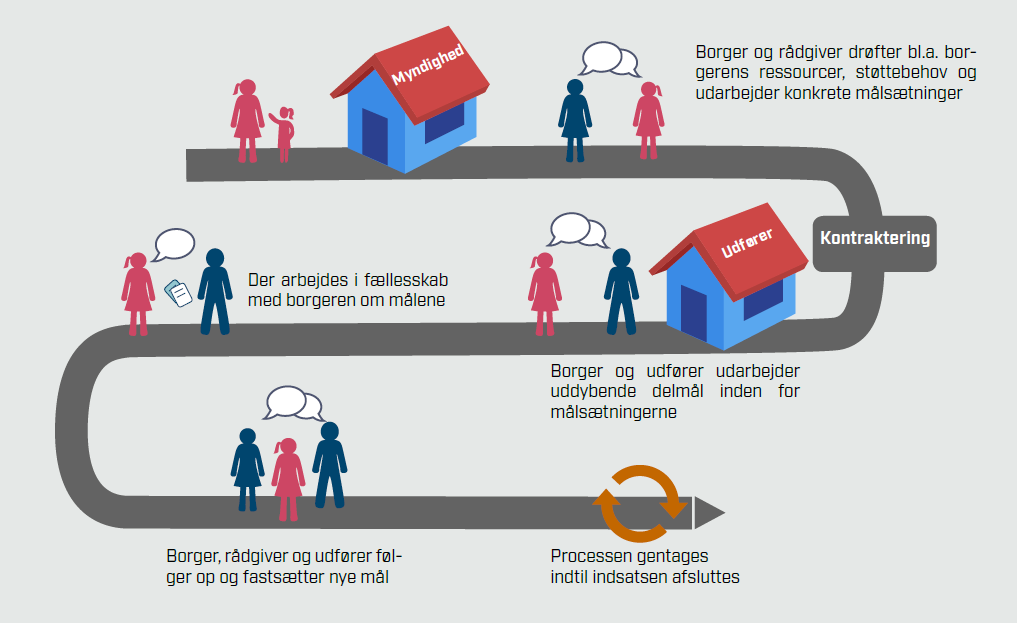 Myndighed
Borger og rådgiver drøfter bl.a. bor-
gerens ressourcer, støttebehov og
udarbejder konkrete målsætninger
Kontraktering
Udfører
Der arbejdes i fællesskab
med borgeren om målene
Borger og udfører udarbejder
uddybende delmål inden for
målsætningerne
Borger, rådgiver og udfører føl-
ger op og fastsætter nye mål
Processen gentages
indtil indsatsen afsluttes